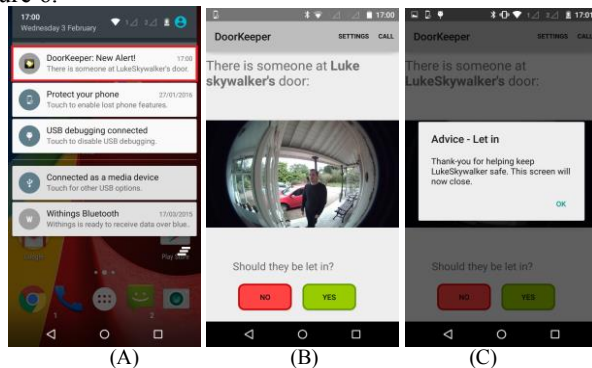 17:00
Wednesday 3 February
DoorKeeper: New Alert! 17:00
There is someone at LukeSkywalker's door.
Protect your phone 27/01/2016
Touch to enable lost phone features.
USB debugging connected
Touch to disable USB debugging.
Connected as a media device
Touch for other USB options.
Withings Bluetooth 17/03/2015
Withings is ready to receive data over blue..
Play
(A)
17:00
DoorKeeper SETTINGS CALL
There is someone at Luke
skywalker's door:
Should they be let in?
NO YES
(B)
17:01
DoorKeeper SETTINGS CALL
There is someone at
LukeSkywalker's door:
Advice - Let in
Thank-you for helping keep
LukeSkywalker safe. This screen will
now close.
OK
Should they be let in?
NO YES
(C)